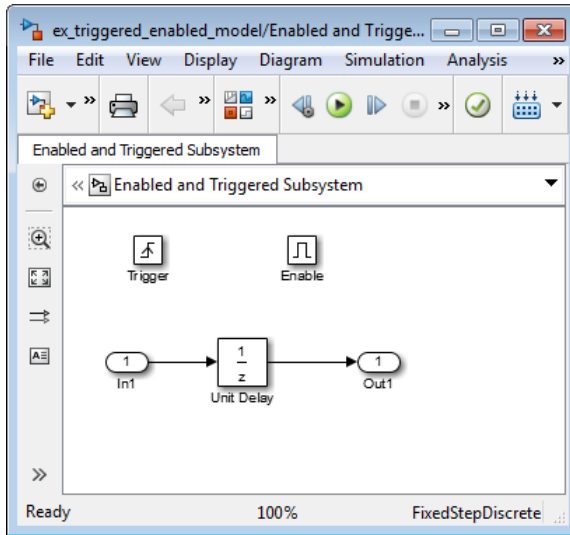 ex_triggered_enabled_model/Enabled and Trigge...
File Edit View Display Diagram Simulation Analysis »
» » » »
Enabled and Triggered Subsystem
« Enabled and Triggered Subsystem
Trigger Enable
A
1 1 1
z
In1 Out1
Unit Delay
»
Ready 100% FixedStepDiscrete